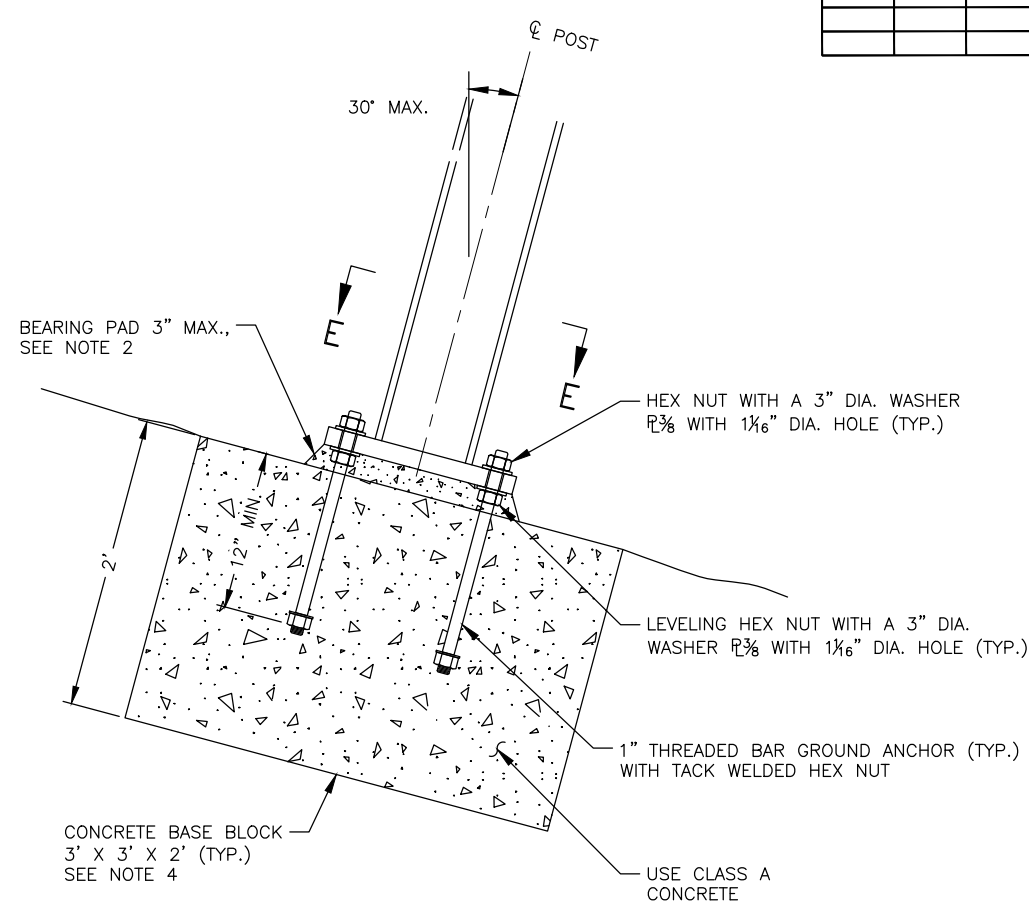 ℄ POST
30° MAX.
E
E
BEARING PAD 3" MAX.,
SEE NOTE 2
HEX NUT WITH A 3" DIA. WASHER
℄⅜ WITH 1⅟16" DIA. HOLE (TYP.)
12" MIN
2'
LEVELING HEX NUT WITH A 3" DIA.
WASHER PL⅜ WITH 1 1/16" DIA. HOLE (TYP.)
1" THREADED BAR GROUND ANCHOR (TYP.)
WITH TACK WELDED HEX NUT
CONCRETE BASE BLOCK
3' X 3' X 2' (TYP.)
SEE NOTE 4
USE CLASS A
CONCRETE